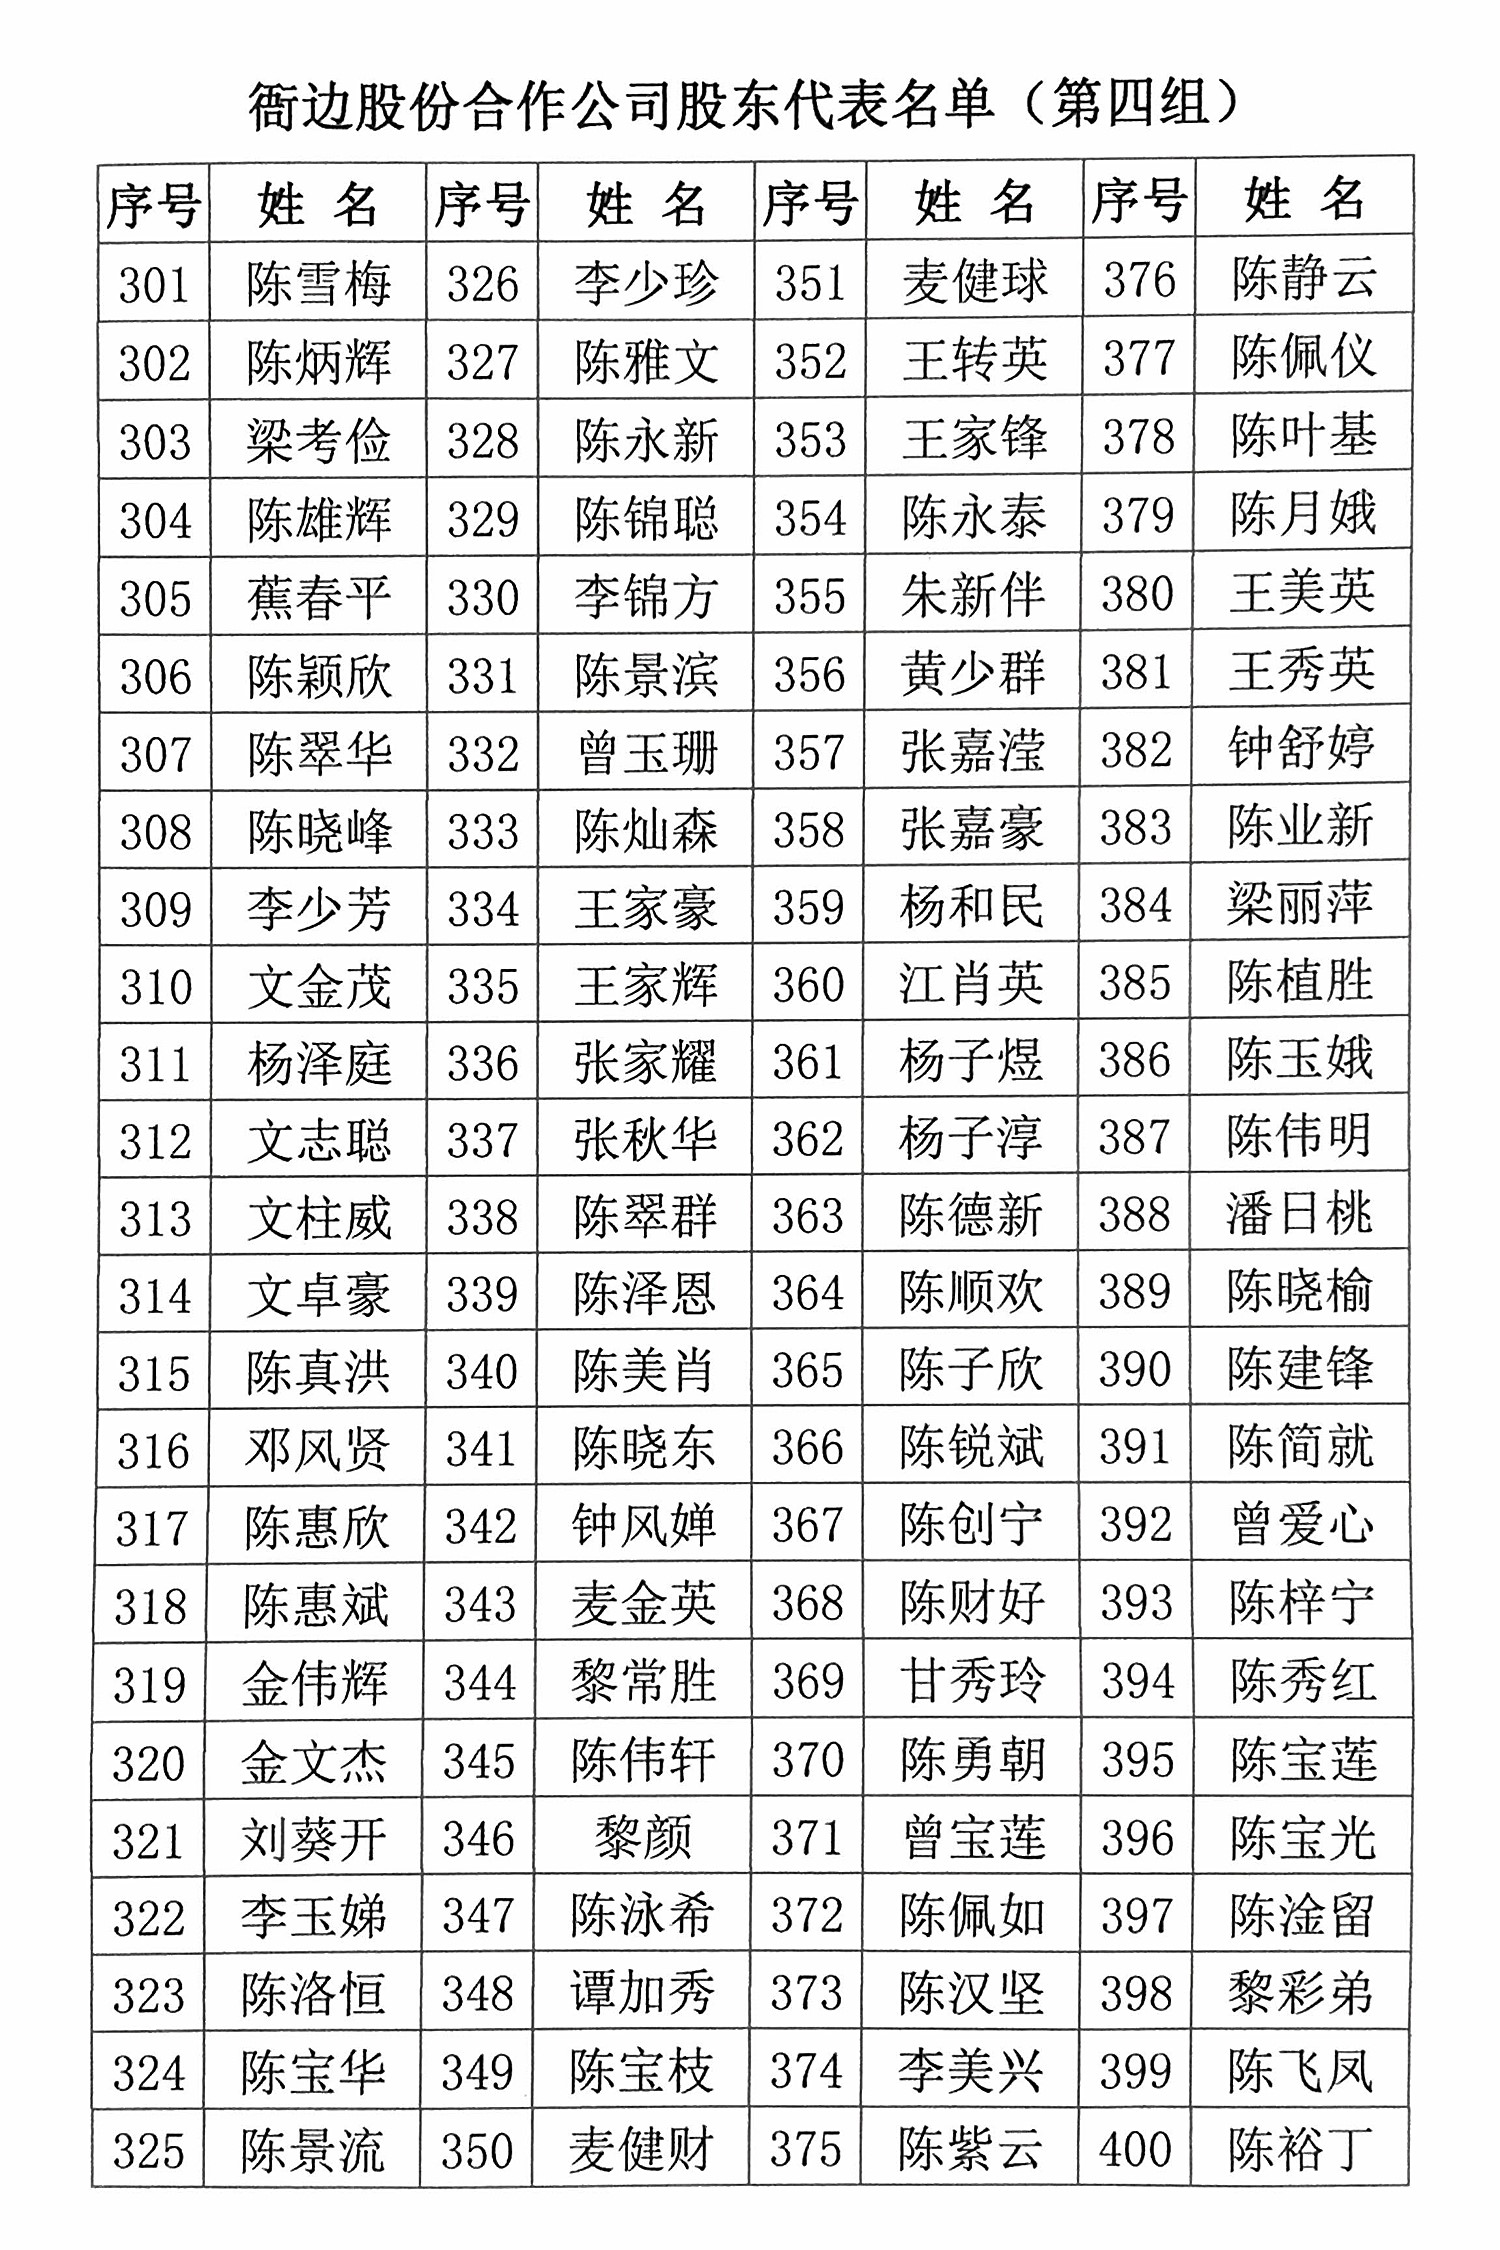 衙边股份合作公司股东代表名单（第四组）
序号 姓名 序号 姓名 序号 姓名 序号 姓名
301 陈雪梅 326 李少珍 351 麦健球 376 陈静云
302 陈炳辉 327 陈雅文 352 王转英 377 陈佩仪
303 梁考俭 328 陈永新 353 王家锋 378 陈叶基
304 陈雄辉 329 陈锦聪 354 陈永泰 379 陈月娥
305 蕉春平 330 李锦方 355 朱新伴 380 王美英
306 陈颖欣 331 陈景滨 356 黄少群 381 王秀英
307 陈翠华 332 曾玉珊 357 张嘉滢 382 钟舒婷
308 陈晓峰 333 陈灿森 358 张嘉豪 383 陈业新
309 李少芳 334 王家豪 359 杨和民 384 梁丽萍
310 文金茂 335 王家辉 360 江肖英 385 陈植胜
311 杨泽庭 336 张家耀 361 杨子煜 386 陈玉娥
312 文志聪 337 张秋华 362 杨子淳 387 陈伟明
313 文柱威 338 陈翠群 363 陈德新 388 潘日桃
314 文卓豪 339 陈泽恩 364 陈顺欢 389 陈晓榆
315 陈真洪 340 陈美肖 365 陈子欣 390 陈建锋
316 邓风贤 341 陈晓东 366 陈锐斌 391 陈简就
317 陈惠欣 342 钟风婵 367 陈创宁 392 曾爱心
318 陈惠斌 343 麦金英 368 陈财好 393 陈梓宁
319 金伟辉 344 黎常胜 369 甘秀玲 394 陈秀红
320 金文杰 345 陈伟轩 370 陈勇朝 395 陈宝莲
321 刘葵开 346 黎颜 371 曾宝莲 396 陈宝光
322 李玉娣 347 陈泳希 372 陈佩如 397 陈淦留
323 陈洛恒 348 谭加秀 373 陈汉坚 398 黎彩弟
324 陈宝华 349 陈宝枝 374 李美兴 399 陈飞凤
325 陈景流 350 麦健财 375 陈紫云 400 陈裕丁